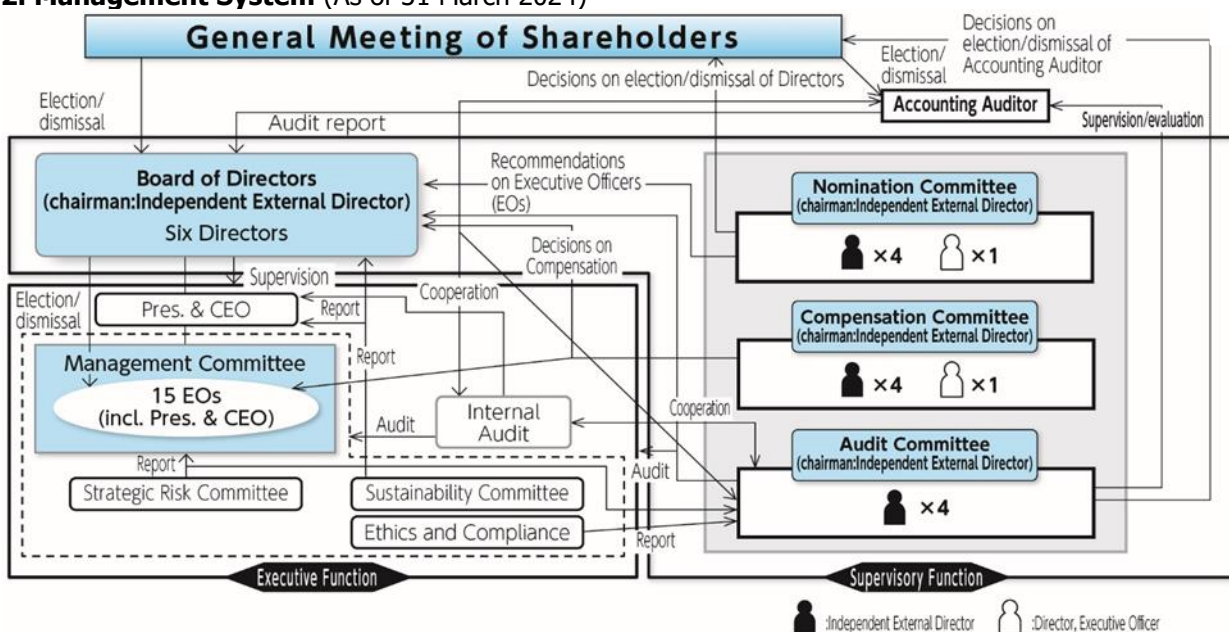 2. Management System (As of 31 March 2024)
General Meeting of Shareholders
Decisions on
election/dismissal of
Accounting Auditor
Election/
dismissal
Decisions on election/dismissal of Directors
Accounting Auditor
Election/
dismissal
Audit report
Supervision/evaluation
Board of Directors
(chairman:Independent External Director)
Six Directors
Recommendations
on Executive Officers
(EOs)
Nomination Committee
(chairman:Independent External Director)
×4
×1
Decisions on
Compensation
Supervision
Cooperation
Election/
dismissal
Pres. & CEO
Report
Compensation Committee
(chairman:Independent External Director)
×4
×1
Management Committee
15 EOs
(incl. Pres. & CEO)
Report
Internal
Audit
Cooperation
Audit
Audit Committee
(chairman:Independent External Director)
×4
Report
Audit
Strategic Risk Committee
Sustainability Committee
Ethics and Compliance
Report
Executive Function
Supervisory Function
:Independent External Director
:Director, Executive Officer